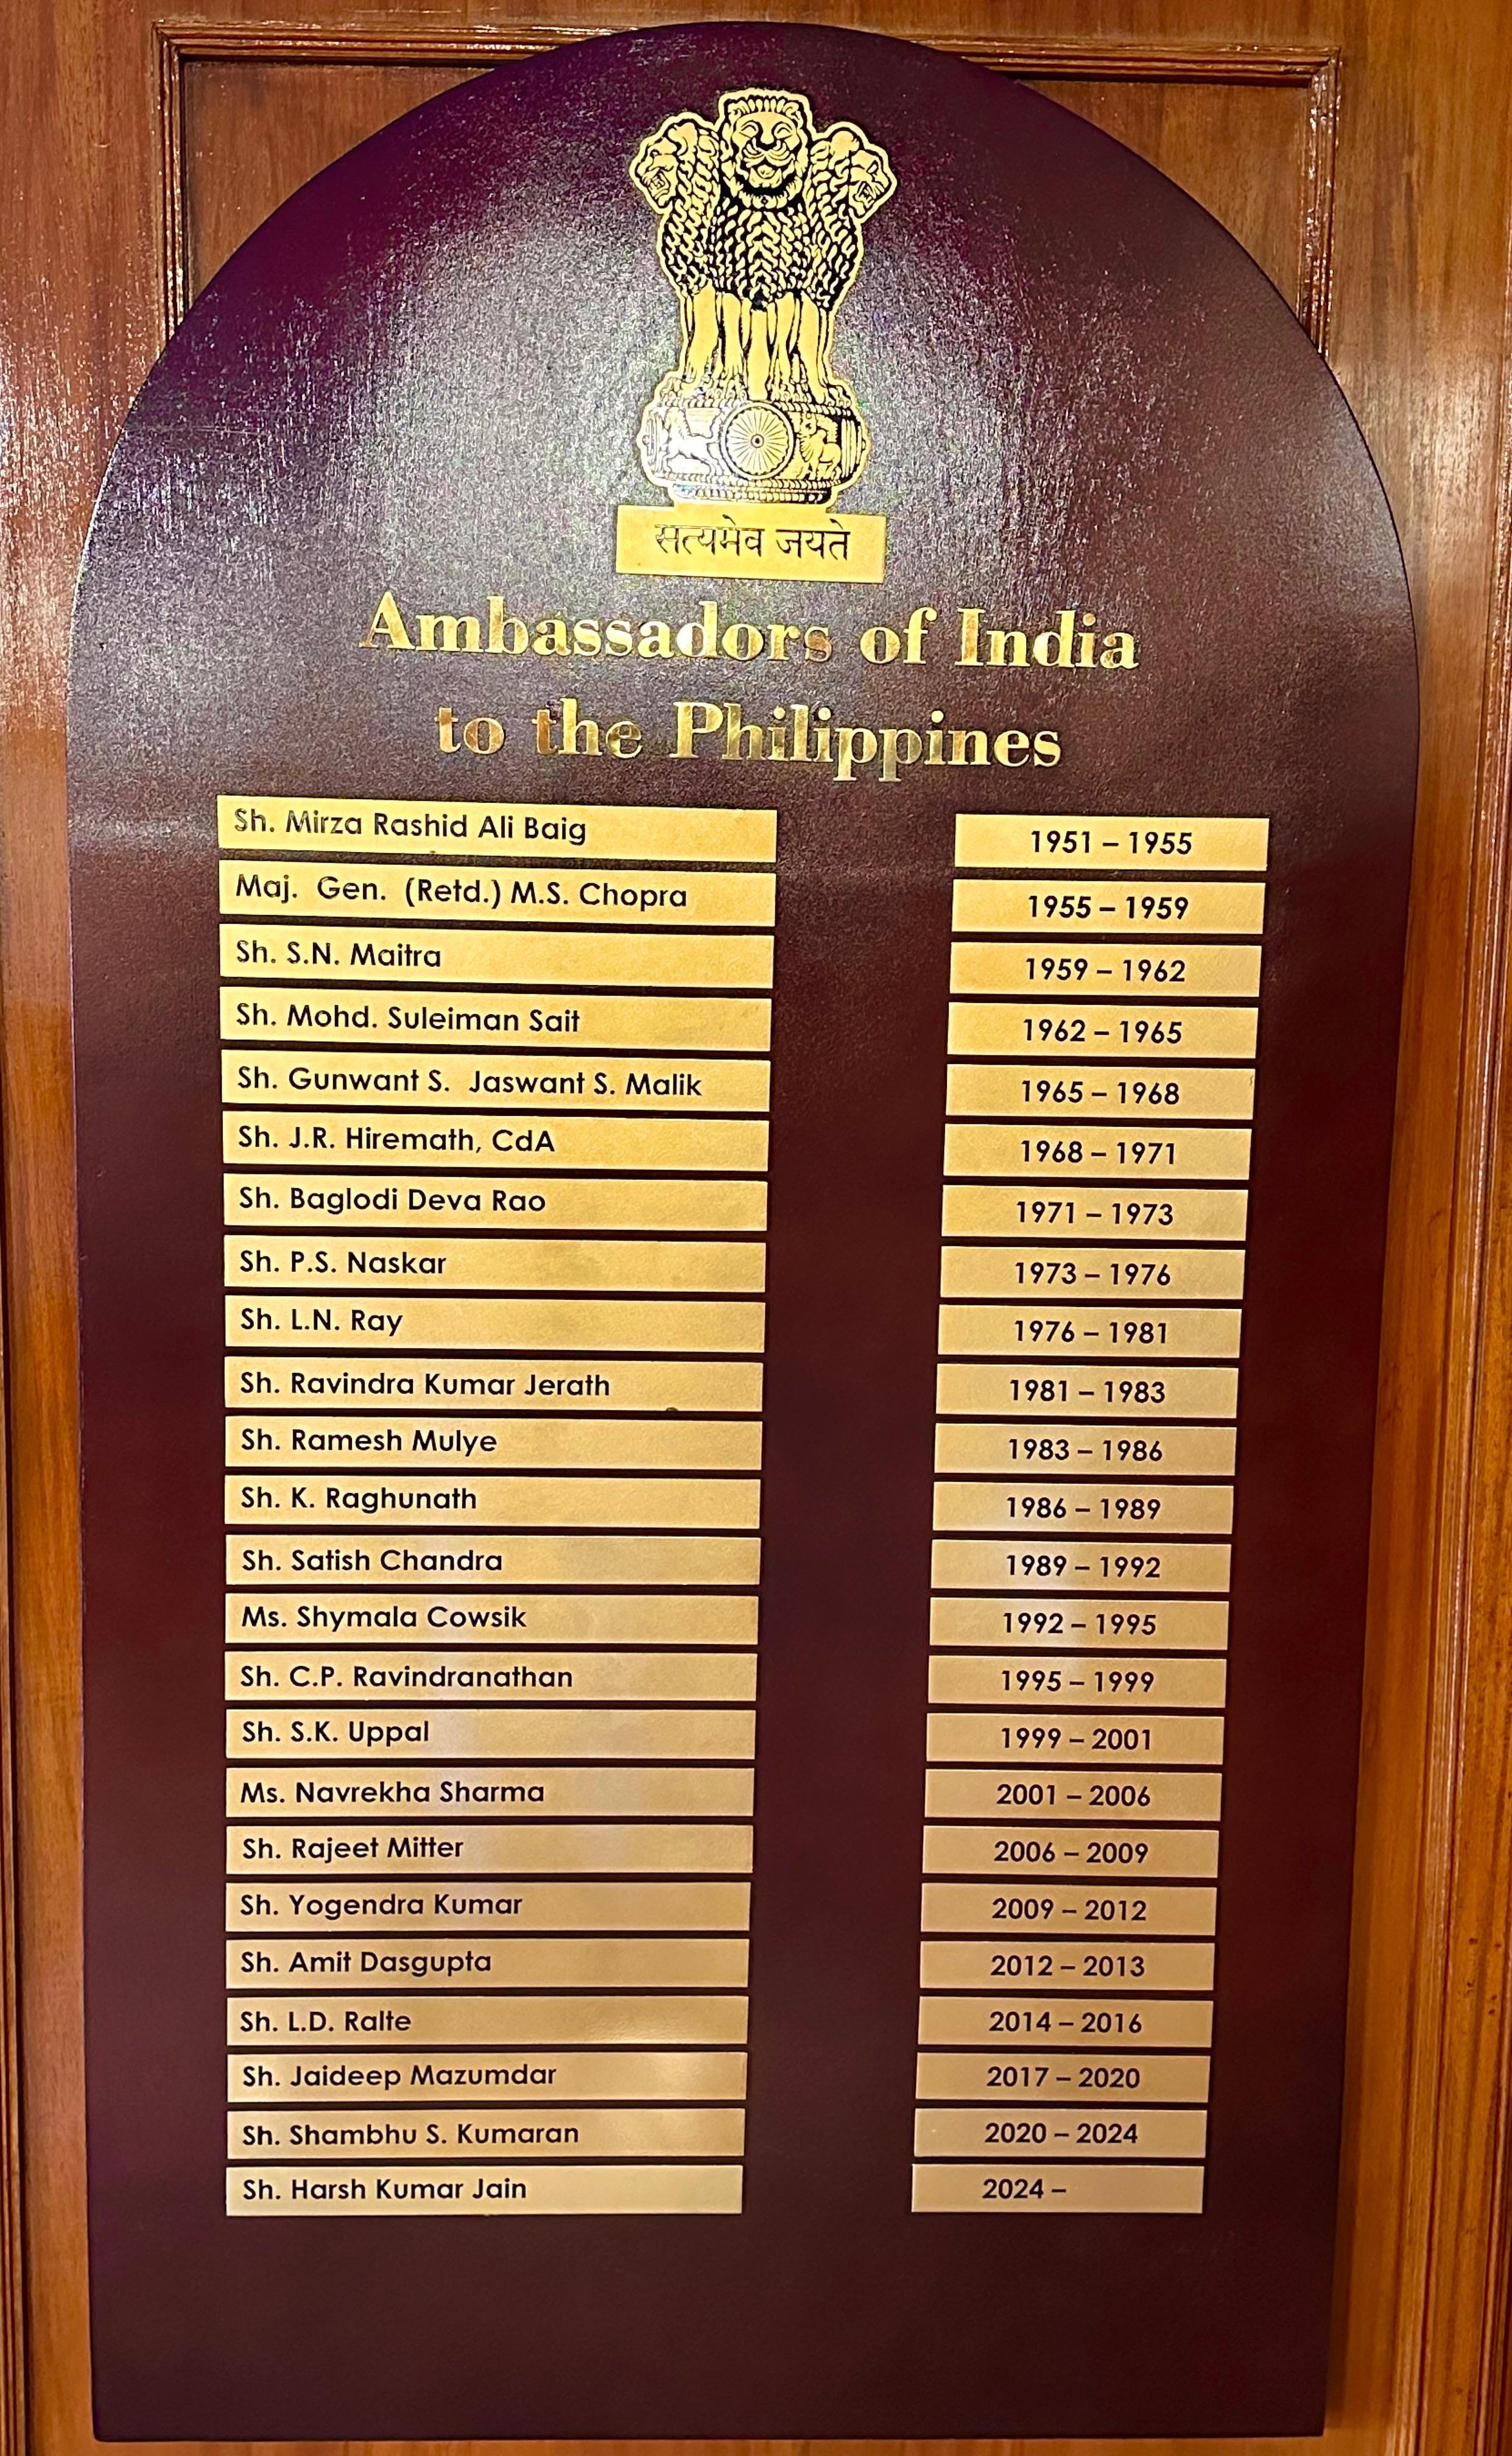 सत्यमेव जयते
Ambassadors of India
to the Philippines
Sh. Mirza Rashid Ali Baig 1951 – 1955
Maj. Gen. (Retd.) M.S. Chopra 1955 – 1959
Sh. S.N. Maitra 1959 – 1962
Sh. Mohd. Suleiman Sait 1962 – 1965
Sh. Gunwant S. Jaswant S. Malik 1965 – 1968
Sh. J.R. Hiremath, CdA 1968 – 1971
Sh. Baglodi Deva Rao 1971 – 1973
Sh. P.S. Naskar 1973 – 1976
Sh. L.N. Ray 1976 – 1981
Sh. Ravindra Kumar Jerath 1981 – 1983
Sh. Ramesh Mulye 1983 – 1986
Sh. K. Raghunath 1986 – 1989
Sh. Satish Chandra 1989 – 1992
Ms. Shymala Cowsik 1992 – 1995
Sh. C.P. Ravindranathan 1995 – 1999
Sh. S.K. Uppal 1999 – 2001
Ms. Navrekha Sharma 2001 – 2006
Sh. Rajeet Mitter 2006 – 2009
Sh. Yogendra Kumar 2009 – 2012
Sh. Amit Dasgupta 2012 – 2013
Sh. L.D. Ralte 2014 – 2016
Sh. Jaideep Mazumdar 2017 – 2020
Sh. Shambhu S. Kumaran 2020 – 2024
Sh. Harsh Kumar Jain 2024 –